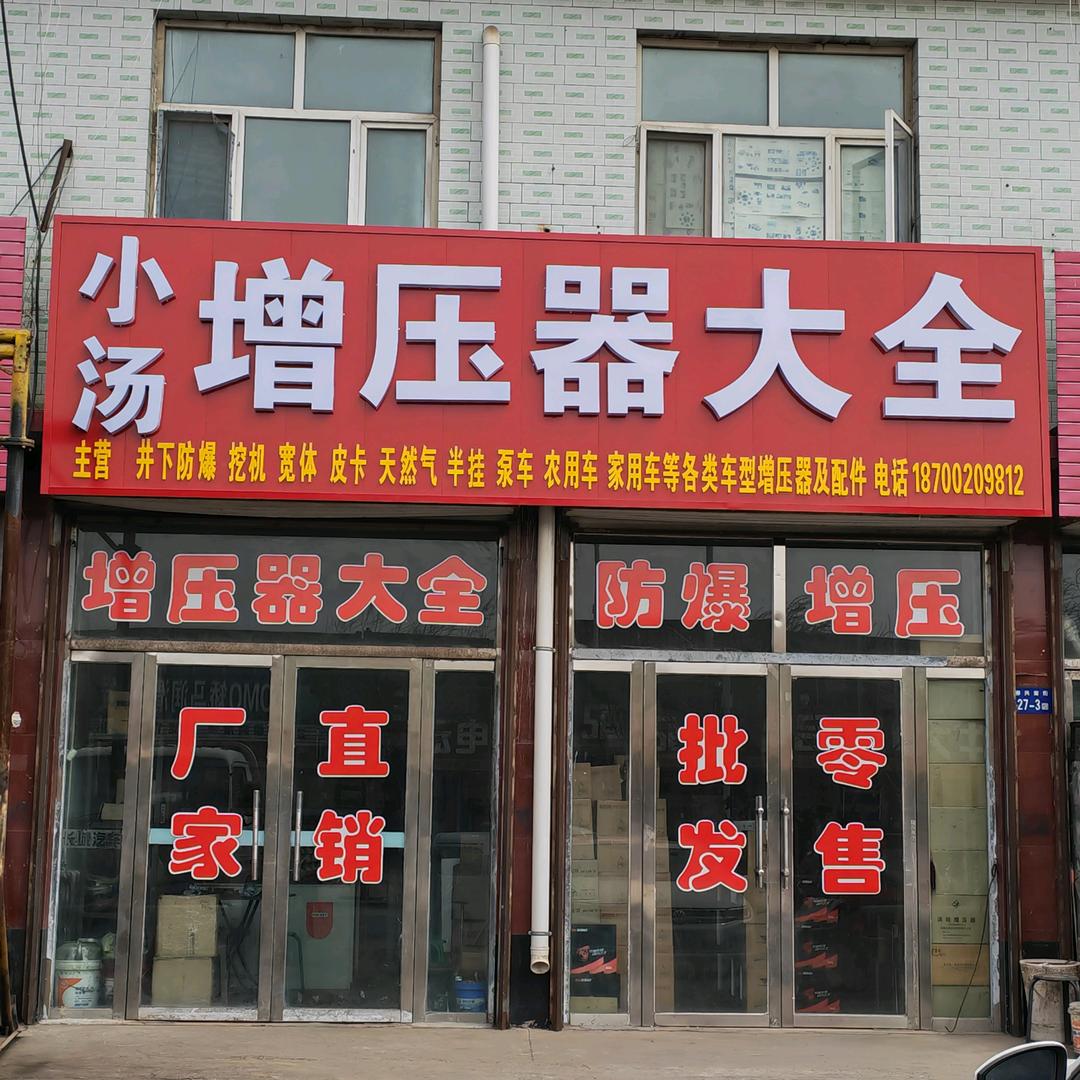 小汤
增压器大全
主营 井下防爆 挖机 宽体 皮卡 天然气 半挂 泵车 农用车 家用车等各类车型增压器及配件 电话18700209812
增压器大全
防爆 增压
厂家
直销
批发
零售
27-3